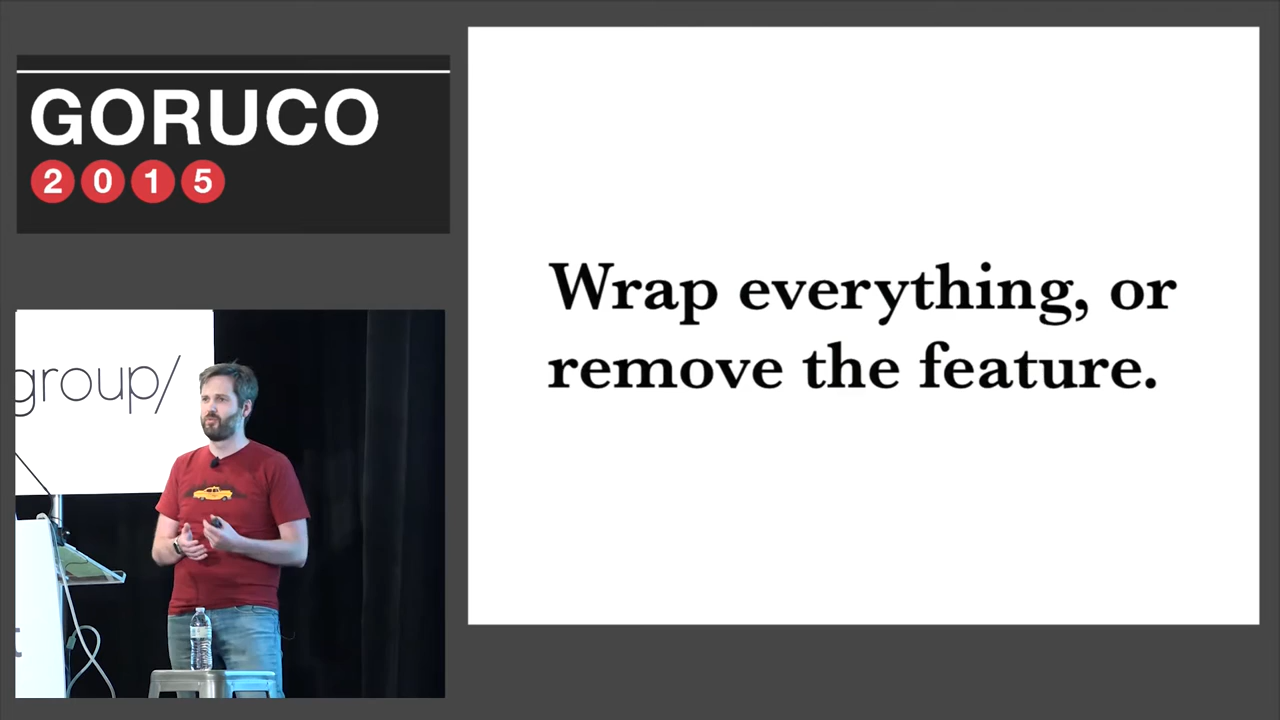 GORUCO
2015
group/
Wrap everything, or
remove the feature.
t